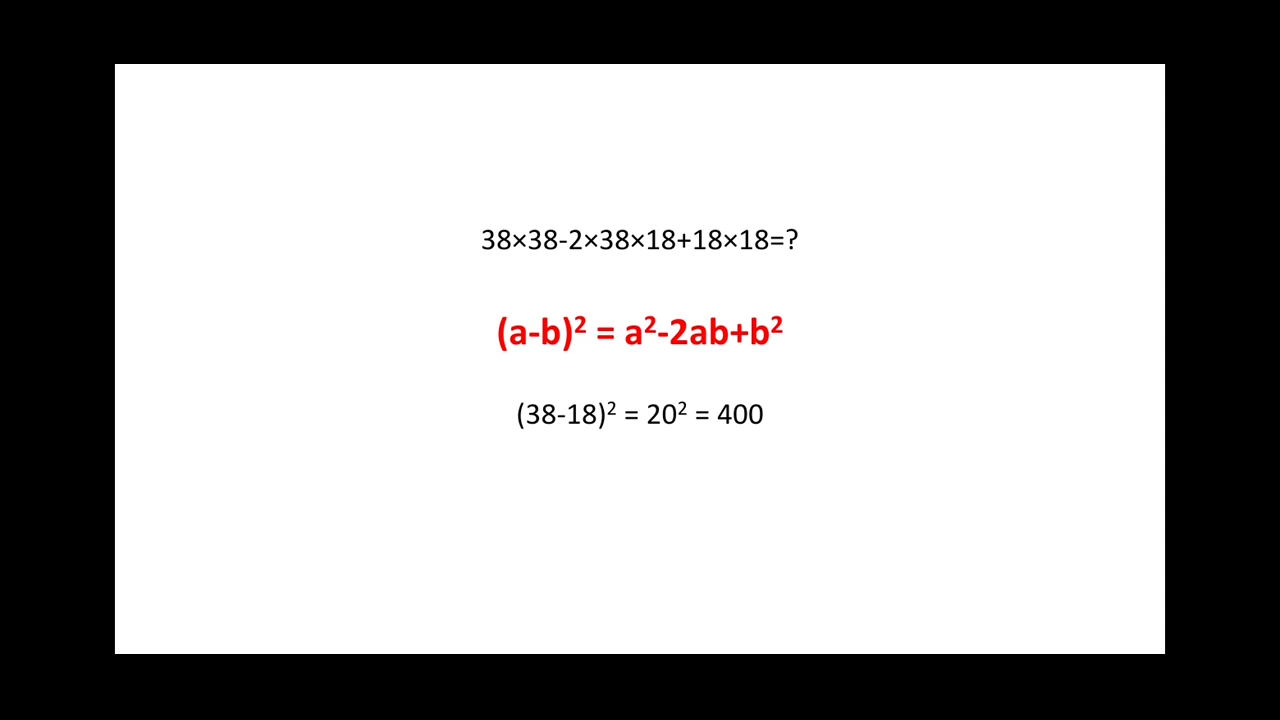 38×38-2×38×18+18×18=?
(a-b)² = a²-2ab+b²
(38-18)² = 20² = 400